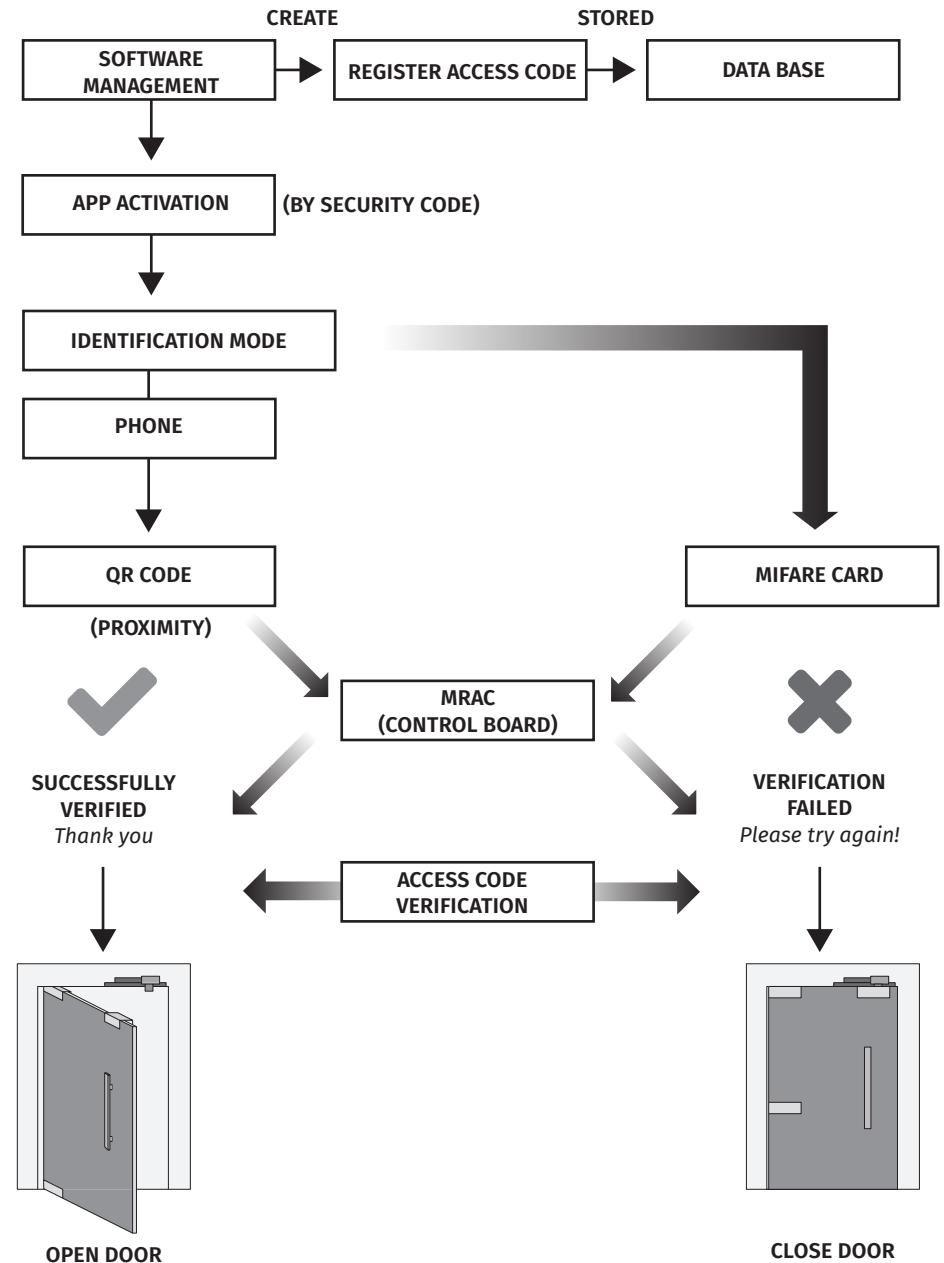 CREATE
STORED
SOFTWARE
MANAGEMENT
REGISTER ACCESS CODE
DATA BASE
APP ACTIVATION
(BY SECURITY CODE)
IDENTIFICATION MODE
PHONE
QR CODE
(PROXIMITY)
MIFARE CARD
MRAC
(CONTROL BOARD)
SUCCESSFULLY
VERIFIED
Thank you
VERIFICATION
FAILED
Please try again!
ACCESS CODE
VERIFICATION
OPEN DOOR
CLOSE DOOR